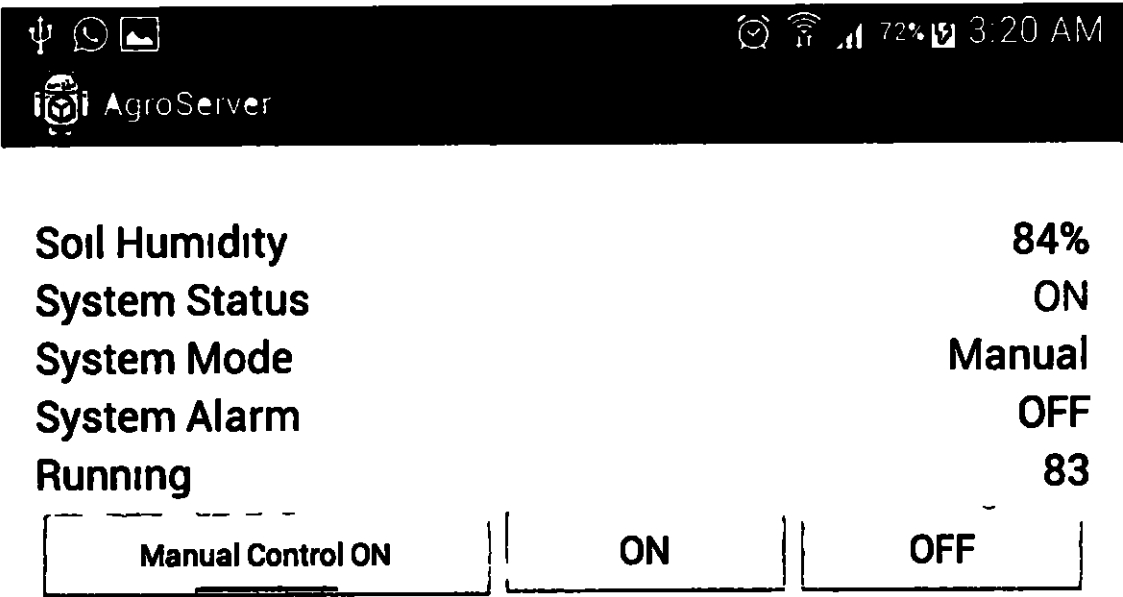 72% 3:20 AM
AgroServer
Soil Humidity 84%
System Status ON
System Mode Manual
System Alarm OFF
Running 83
Manual Control ON ON OFF